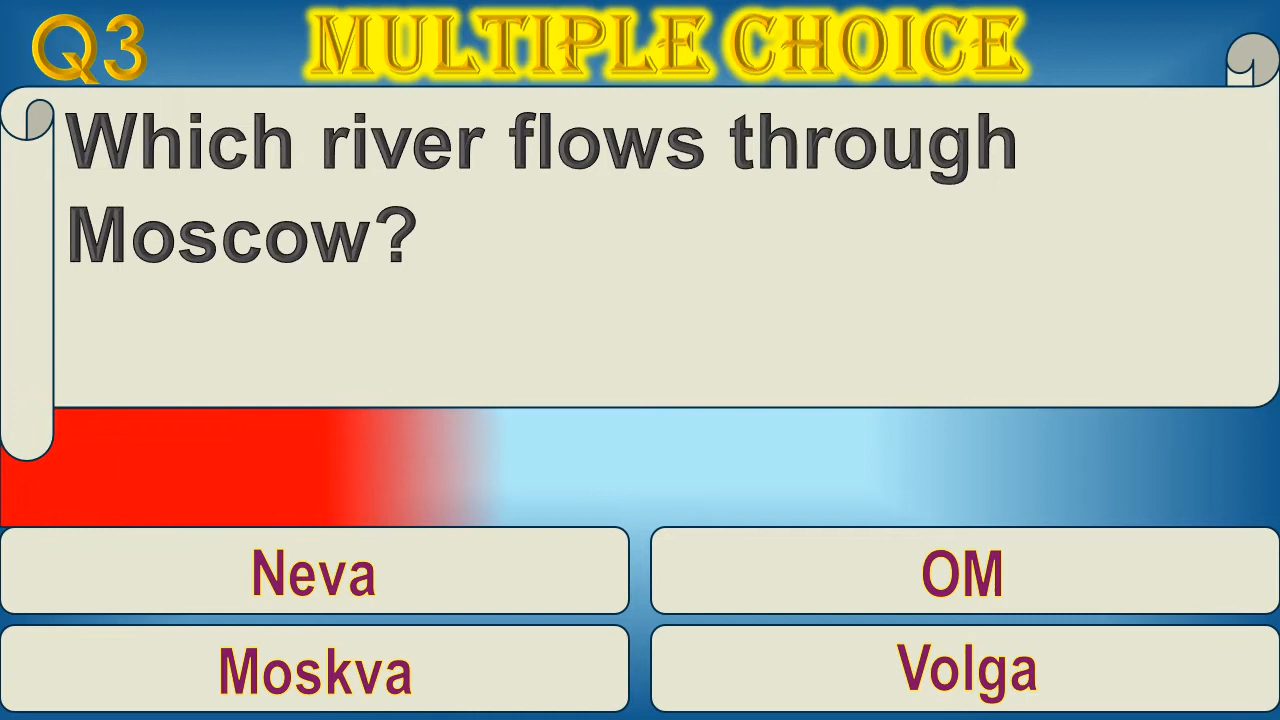 Q3 MULTIPLE CHOICE
Which river flows through
Moscow?
Neva OM
Moskva Volga